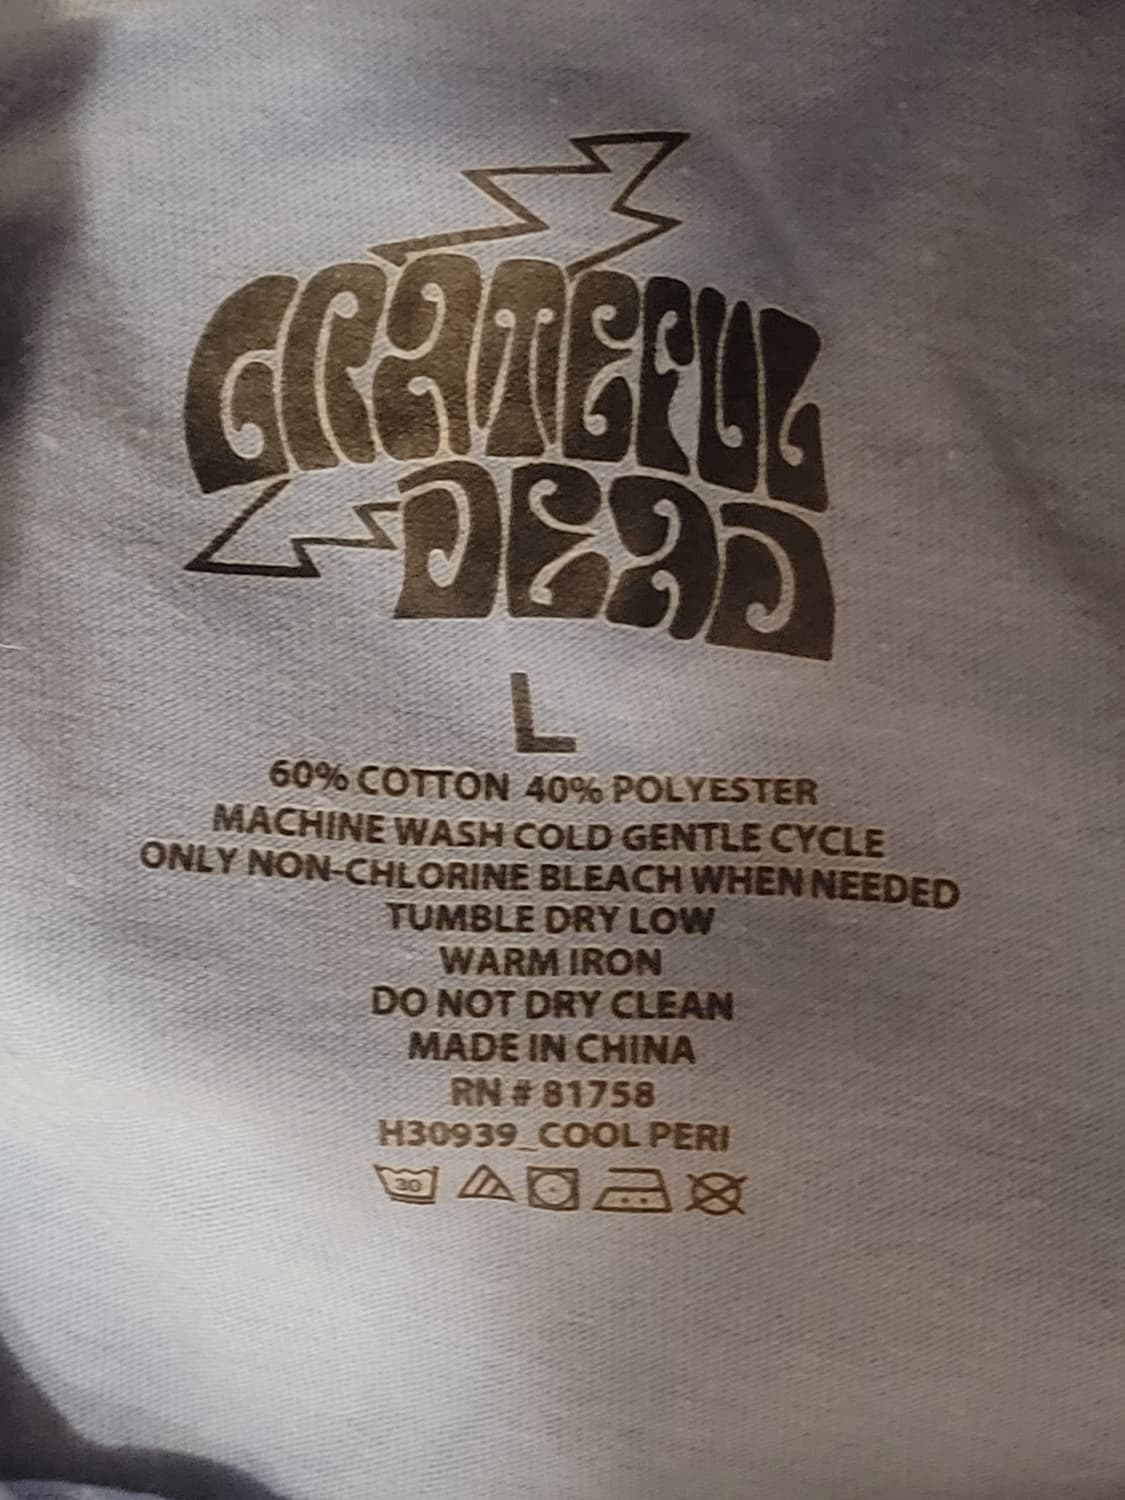 GRATEFUL
DEAD
L
60% COTTON 40% POLYESTER
MACHINE WASH COLD GENTLE CYCLE
ONLY NON-CHLORINE BLEACH WHEN NEEDED
TUMBLE DRY LOW
WARM IRON
DO NOT DRY CLEAN
MADE IN CHINA
RN # 81758
H30939_COOL PERI
30